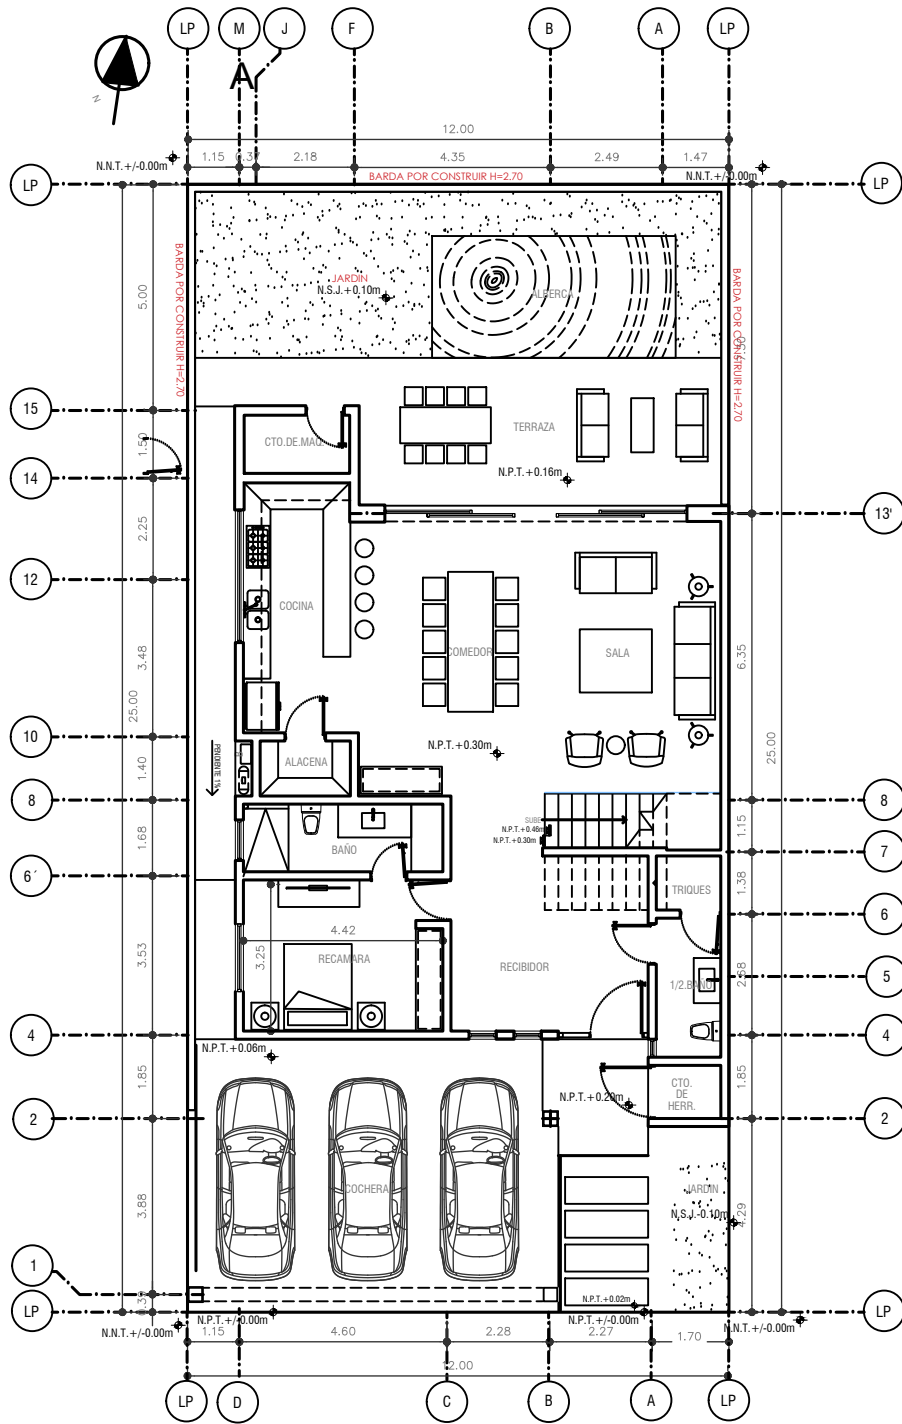 LP
M
J
F
B
A
LP
A
N
12.00
1.15
0.37
2.18
4.35
2.49
1.47
N.N.T.+/-0.00m
BARDA POR CONSTRUIR H=2.70
N.N.T.+/-0.00m
LP
LP
BARDA POR CONSTRUIR H=2.70
BARDA POR CONSTRUIR H=2.70
5.00
JARDIN
N.S.J.+0.10m
ALBERCA
15
1.50
CTO.DE.MAQ.
TERRAZA
14
N.P.T.+0.16m
13'
2.25
12
COCINA
3.48
COMEDOR
SALA
6.35
25.00
25.00
10
N.P.T.+0.30m
PENDIENTE 1%
1.40
ALACENA
8
8
SUBE
N.P.T.+0.46m
N.P.T.+0.30m
1.15
1.68
BAÑO
7
6´
TRIQUES
1.38
6
4.42
3.25
RECAMARA
3.53
RECIBIDOR
1/2.BAÑO
2.68
5
4
4
N.P.T.+0.06m
1.85
CTO.
DE
HERR.
1.85
N.P.T.+0.20m
2
2
COCHERA
JARDIN
3.88
N.S.J.-0.10m
4.29
1
N.P.T.+0.02m
LP
LP
N.N.T.+/-0.00m
N.P.T.+/-0.00m
N.P.T.+/-0.00m
N.N.T.+/-0.00m
1.15
4.60
2.28
2.27
1.70
12.00
LP
D
C
B
A
LP